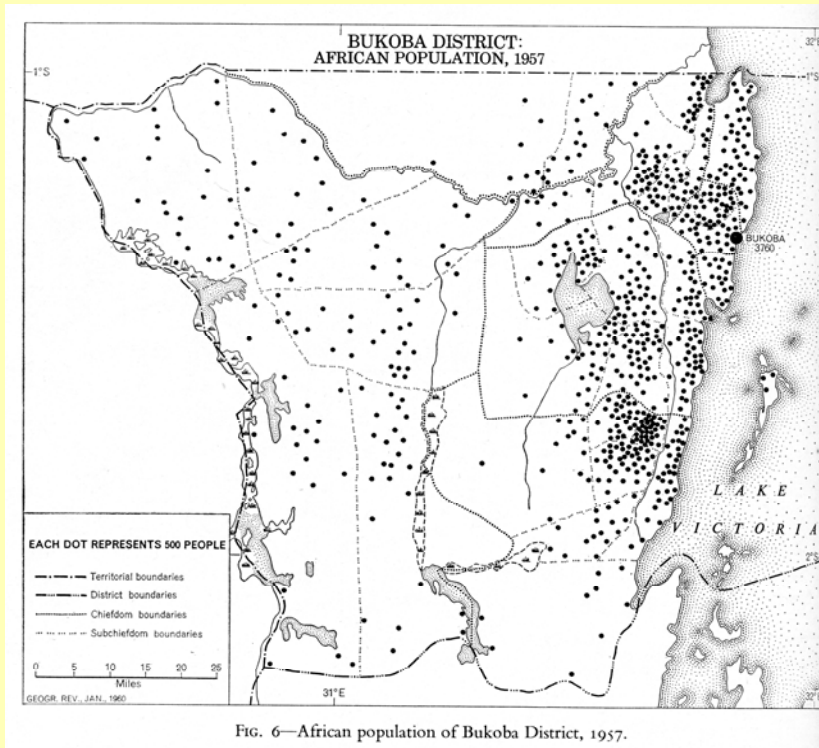 BUKOBA DISTRICT:
AFRICAN POPULATION, 1957
32°E
1°S
1°S
BUKOBA
3760
LAKE
VICTORIA
2°S
EACH DOT REPRESENTS 500 PEOPLE
Territorial boundaries
District boundaries
Chiefdom boundaries
Subchiefdom boundaries
0 5 10 15 20 25
Miles
GEOGR. REV., JAN., 1960
31°E
32°E
FIG. 6—African population of Bukoba District, 1957.